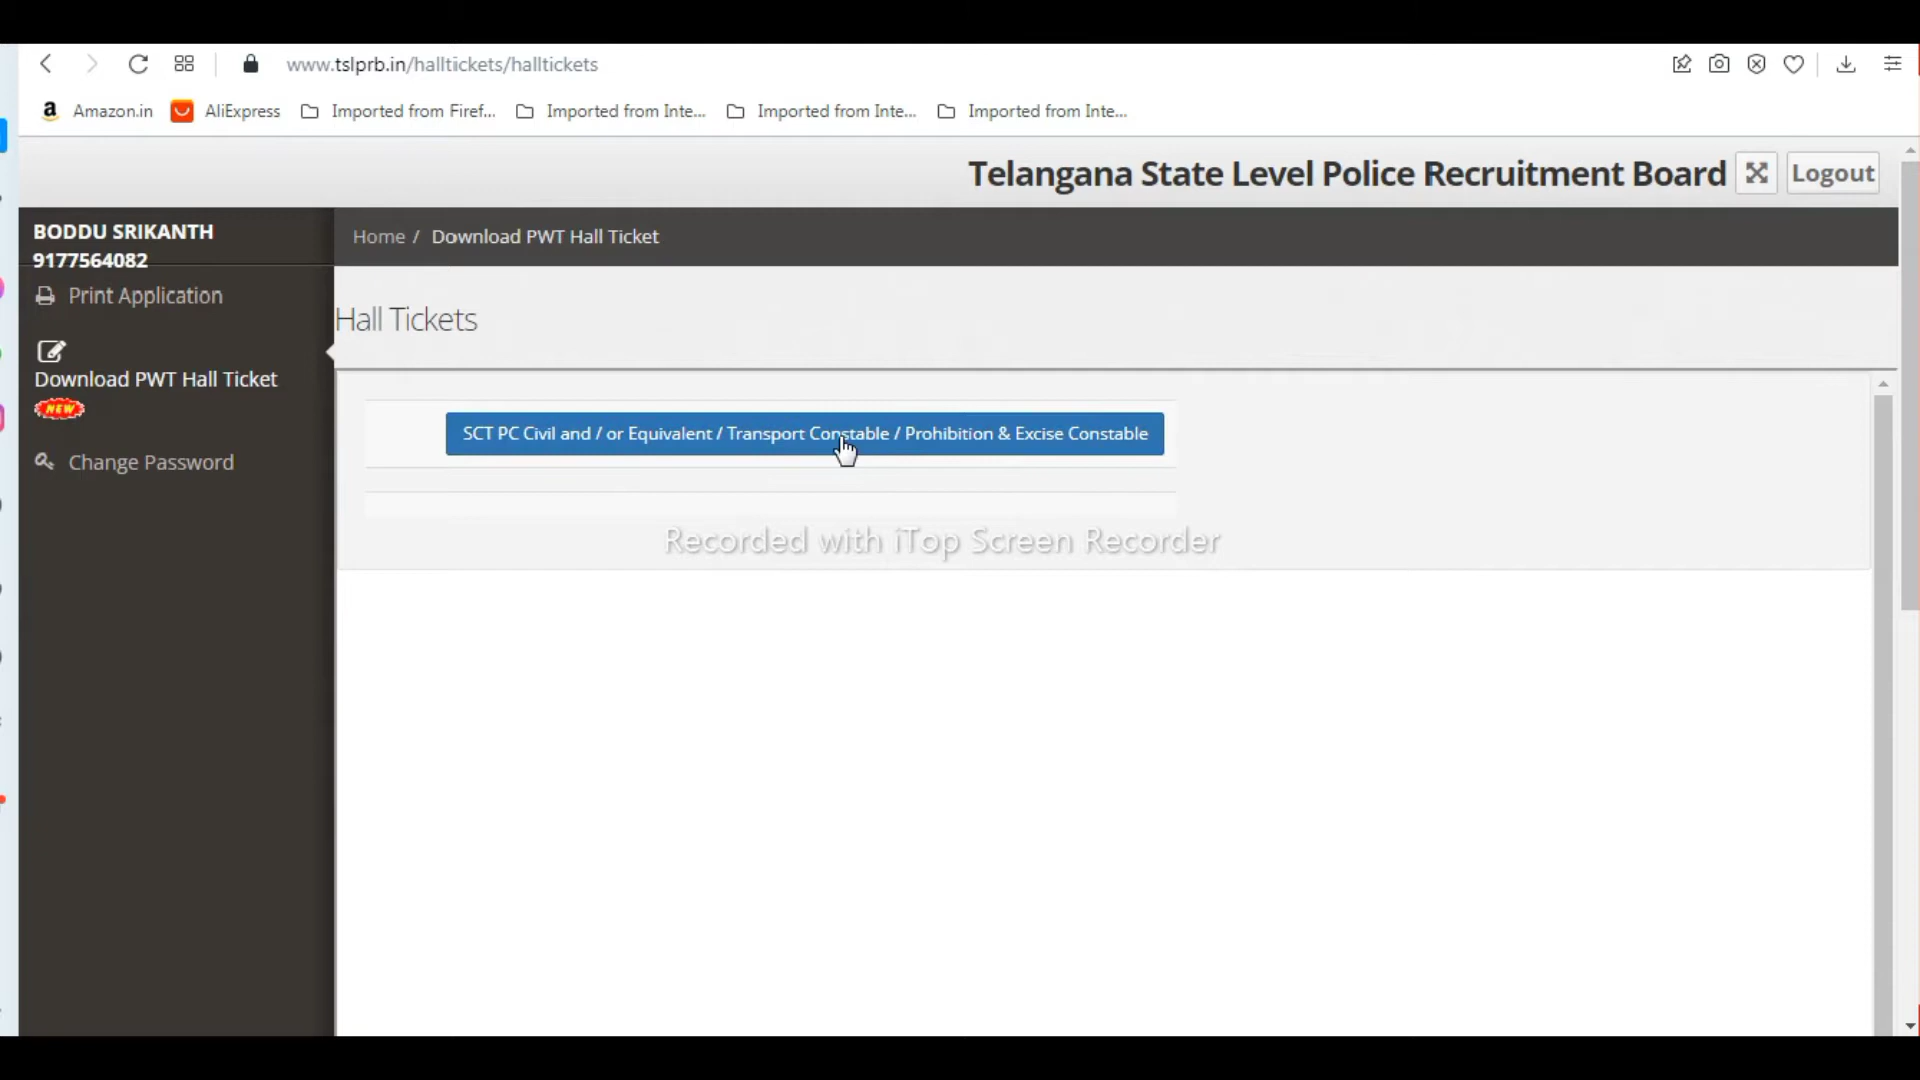 www.tslprb.in/halltickets/halltickets
a Amazon.in AliExpress Imported from Firef... Imported from Inte... Imported from Inte... Imported from Inte...
Telangana State Level Police Recruitment Board Logout
BODDU SRIKANTH
9177564082
Home / Download PWT Hall Ticket
Print Application
Hall Tickets
Download PWT Hall Ticket
NEW
SCT PC Civil and / or Equivalent / Transport Constable / Prohibition & Excise Constable
Change Password
Recorded with iTop Screen Recorder